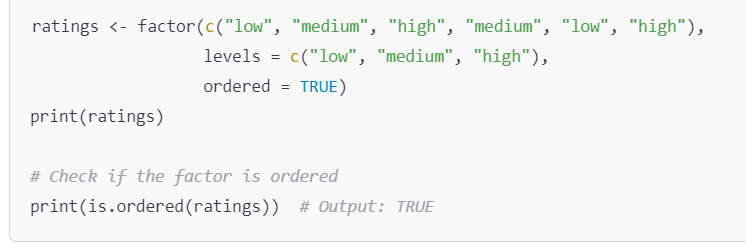 ratings <- factor(c("low", "medium", "high", "medium", "low", "high"),
levels = c("low", "medium", "high"),
ordered = TRUE)
print(ratings)
# Check if the factor is ordered
print(is.ordered(ratings))  # Output: TRUE